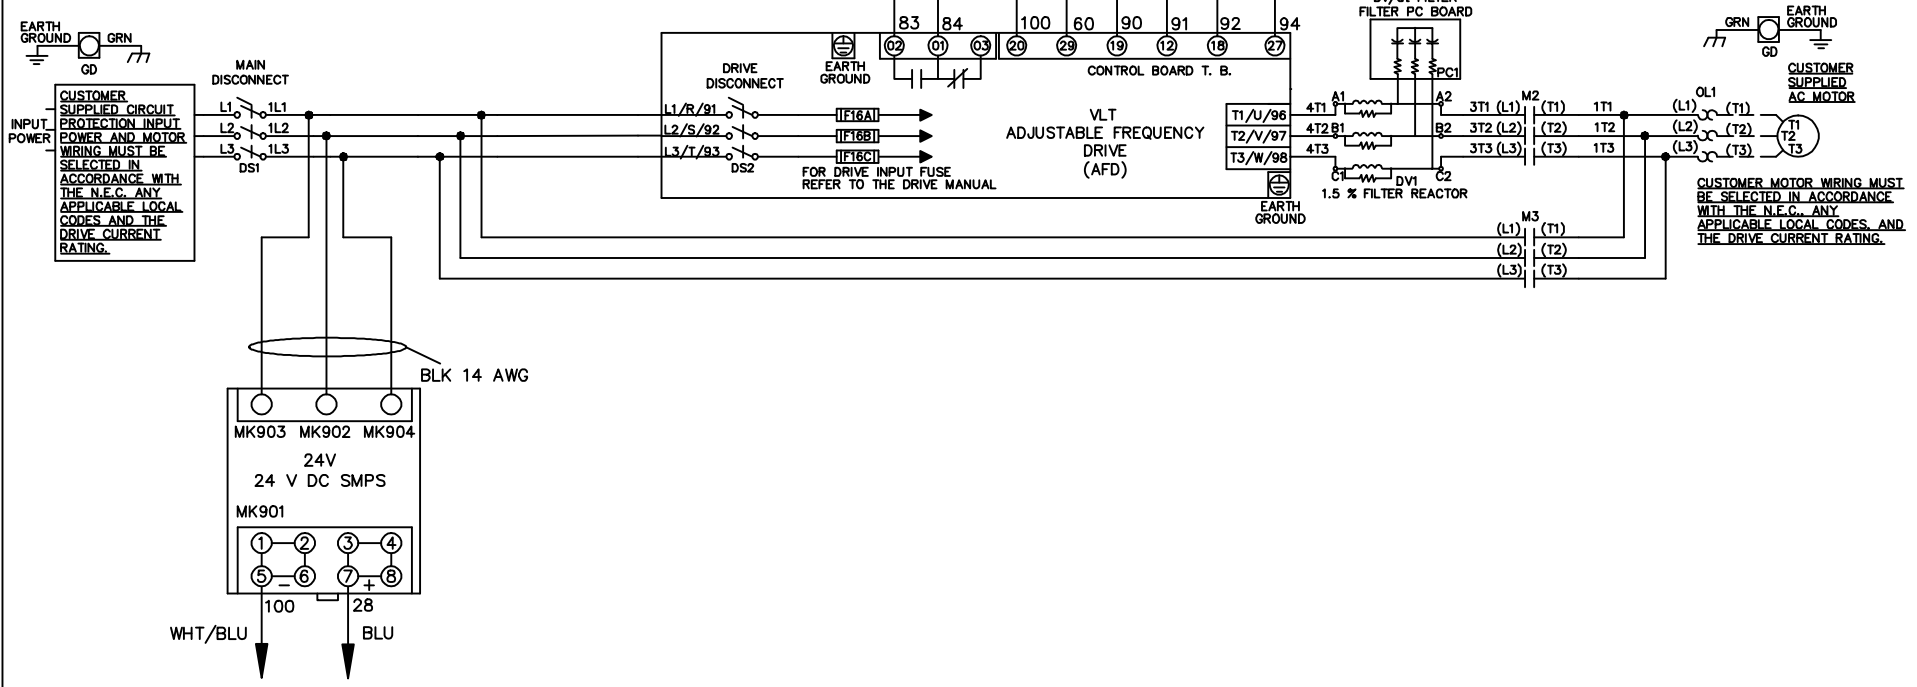 EARTH
GROUND
GRN
GD
INPUT
POWER
CUSTOMER
SUPPLIED CIRCUIT
PROTECTION INPUT
POWER AND MOTOR
WIRING MUST BE
SELECTED IN
ACCORDANCE WITH
THE N.E.C. ANY
APPLICABLE LOCAL
CODES AND THE
DRIVE CURRENT
RATING.
MAIN
DISCONNECT
L1 1L1
L2 1L2
L3 1L3
DS1
BLK 14 AWG
MK903 MK902 MK904
24V
24 V DC SMPS
MK901
1 2 3 4
5 6 7 8
− +
100 28
WHT/BLU BLU
DRIVE
DISCONNECT
L1/R/91
L2/S/92
L3/T/93
DS2
F16A
F16B
F16C
FOR DRIVE INPUT FUSE
REFER TO THE DRIVE MANUAL
EARTH
GROUND
83 84 100 60 90 91 92 94
02 01 03 20 29 19 12 18 27
CONTROL BOARD T. B.
VLT
ADJUSTABLE FREQUENCY
DRIVE
(AFD)
T1/U/96
T2/V/97
T3/W/98
EARTH
GROUND
FILTER PC BOARD
PC1
4T1 A1 A2
4T2 B1 B2
4T3 C1 C2
DV1
1.5 % FILTER REACTOR
M2
3T1 (L1) (T1) 1T1
3T2 (L2) (T2) 1T2
3T3 (L3) (T3) 1T3
M3
(L1) (T1)
(L2) (T2)
(L3) (T3)
OL1
(L1) (T1)
(L2) (T2)
(L3) (T3)
T1
T2
T3
GRN
GD
EARTH
GROUND
CUSTOMER
SUPPLIED
AC MOTOR
CUSTOMER MOTOR WIRING MUST
BE SELECTED IN ACCORDANCE
WITH THE N.E.C., ANY
APPLICABLE LOCAL CODES, AND
THE DRIVE CURRENT RATING.